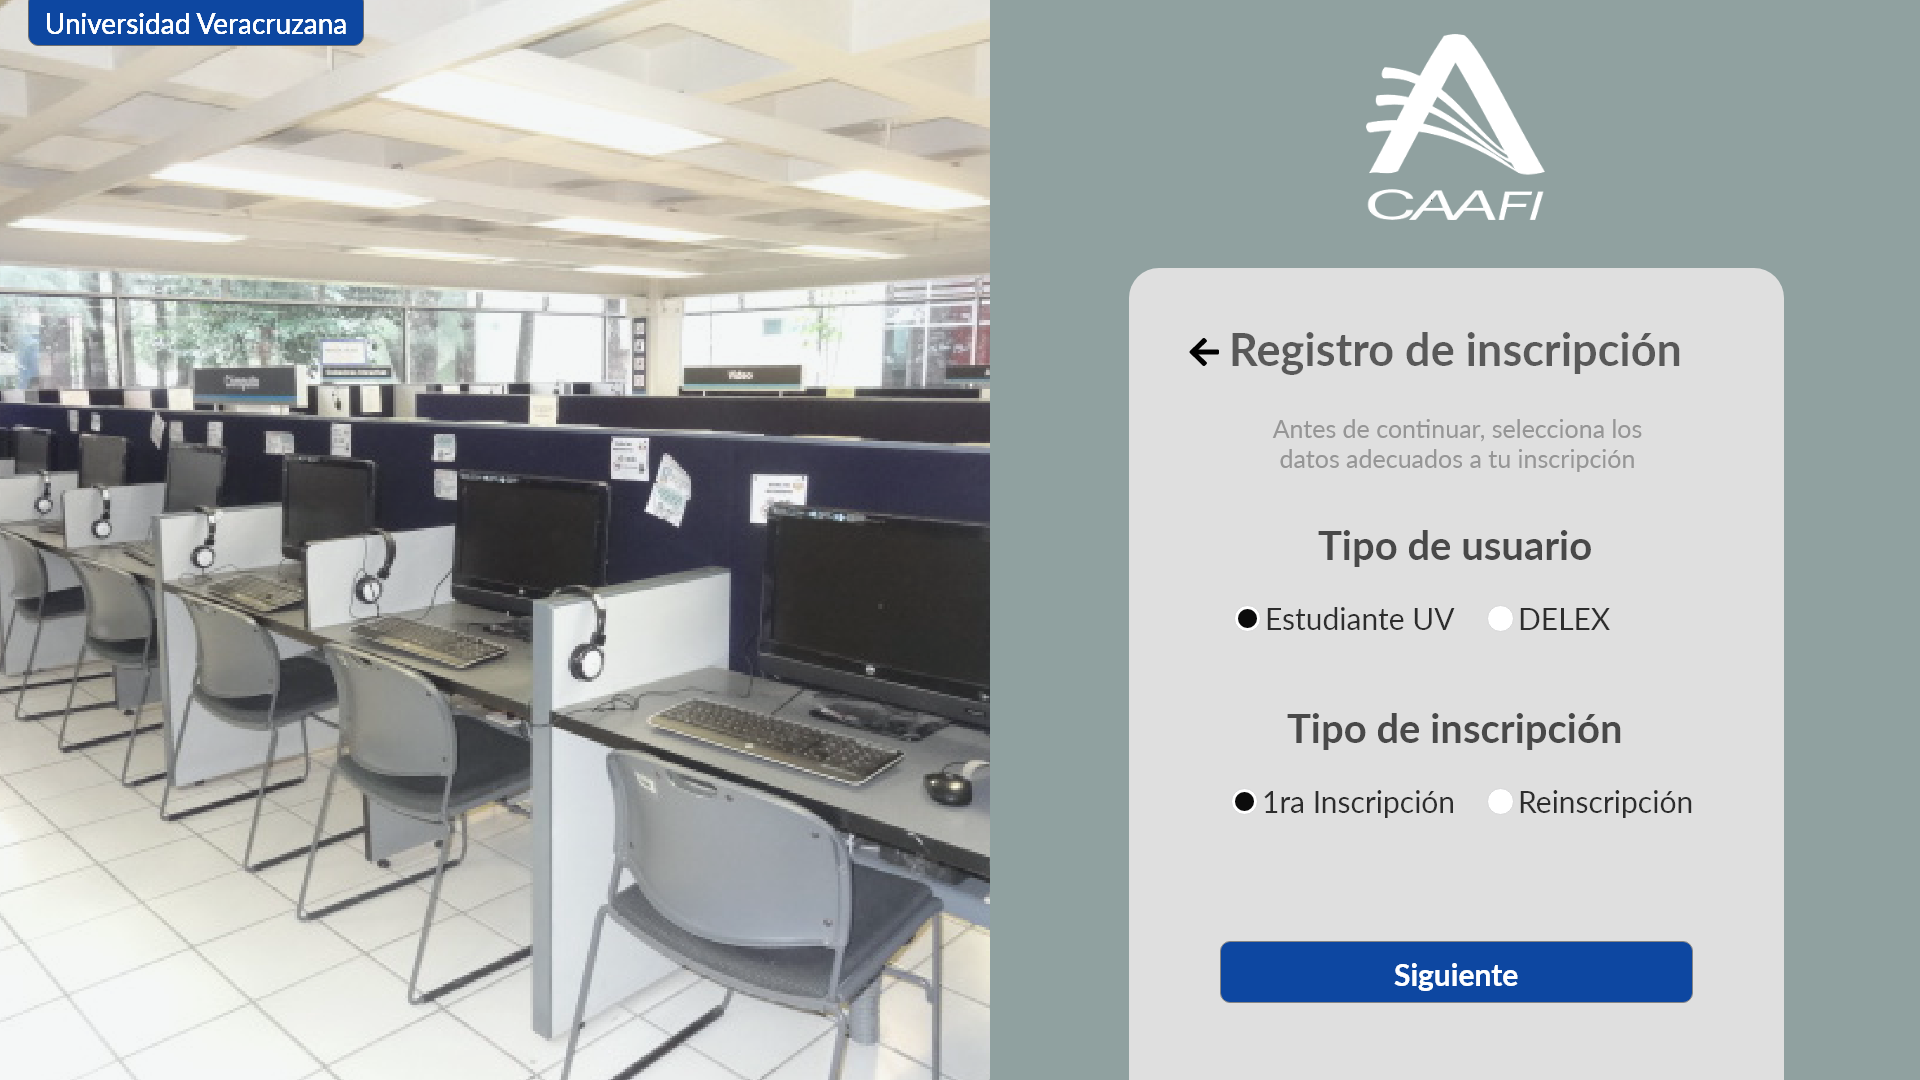 Universidad Veracruzana
CAAFI
Registro de inscripción
Antes de continuar, selecciona los
datos adecuados a tu inscripción
Tipo de usuario
Estudiante UV
DELEX
Tipo de inscripción
1ra Inscripción
Reinscripción
Siguiente
Video